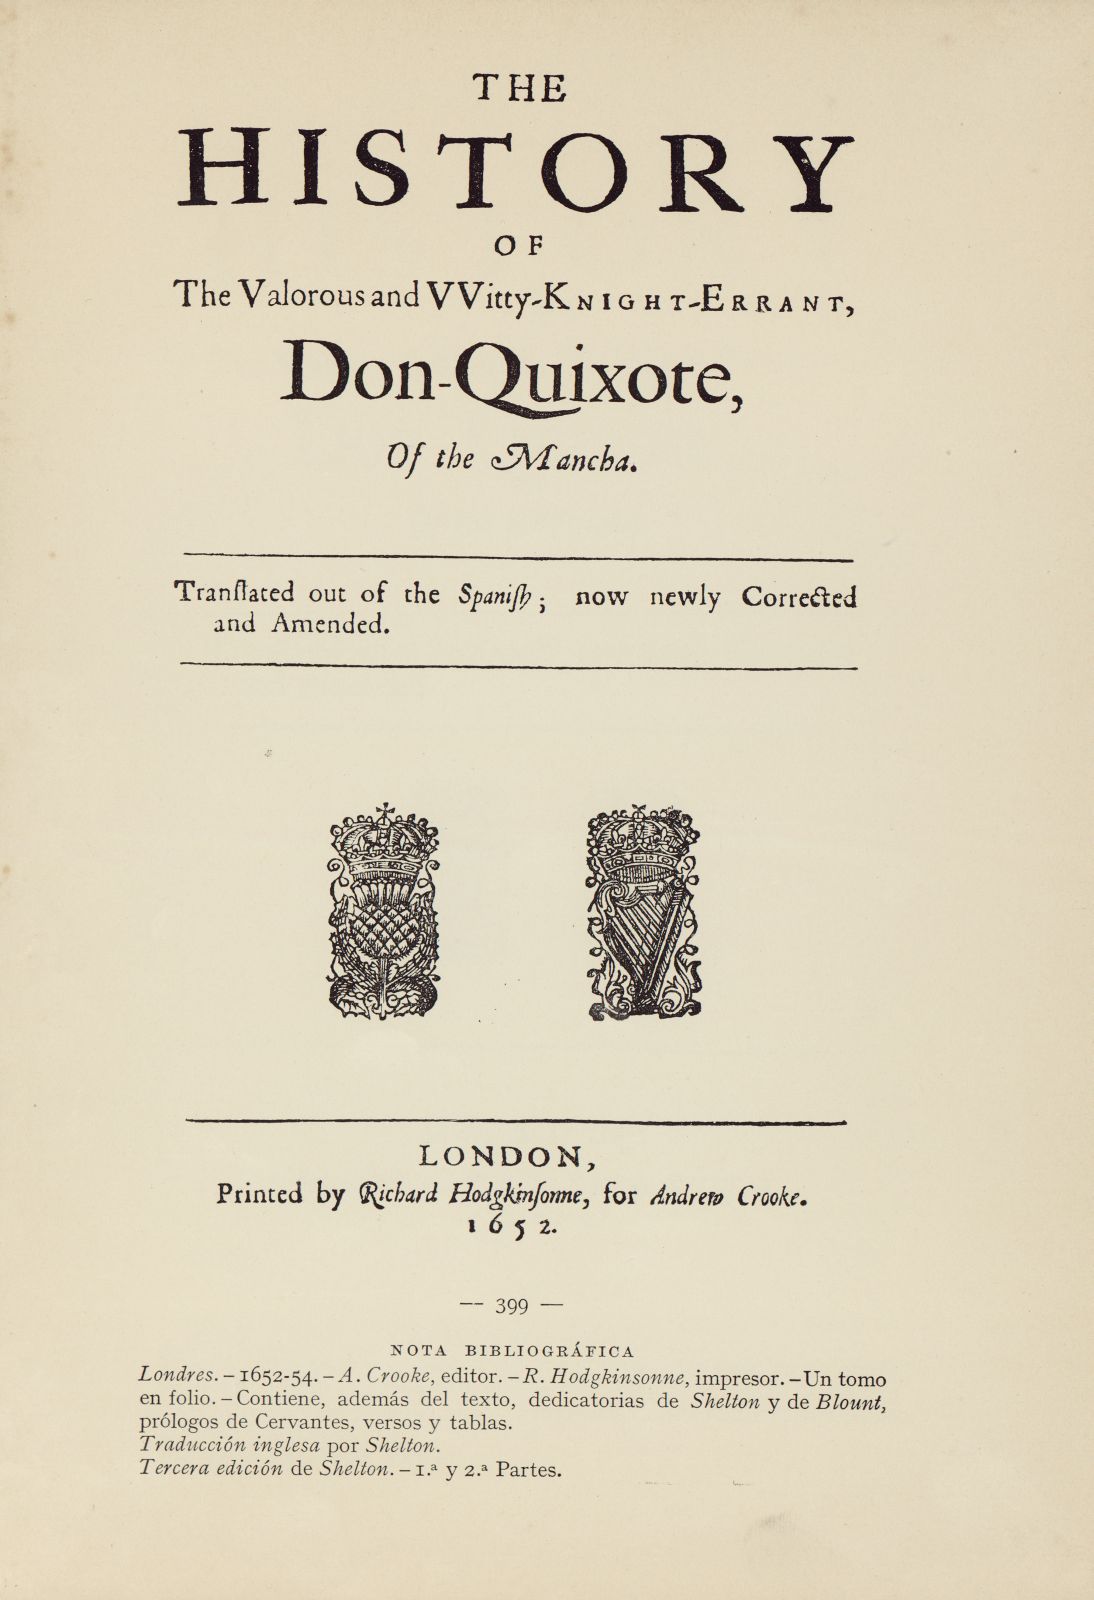 THE
HISTORY
OF
The Valorous and VVitty-KNIGHT-ERRANT,
Don-Quixote,
Of the Mancha.
Tranſlated out of the Spaniſh; now newly Corrected
and Amended.
LONDON,
Printed by Richard Hodgkinſonne, for Andrew Crooke.
1652.
— 399 —
NOTA BIBLIOGRÁFICA
Londres. – 1652-54. – A. Crooke, editor. – R. Hodgkinsonne, impresor. – Un tomo
en folio. – Contiene, además del texto, dedicatorias de Shelton y de Blount,
prólogos de Cervantes, versos y tablas.
Traducción inglesa por Shelton.
Tercera edición de Shelton. – 1.ª y 2.ª Partes.